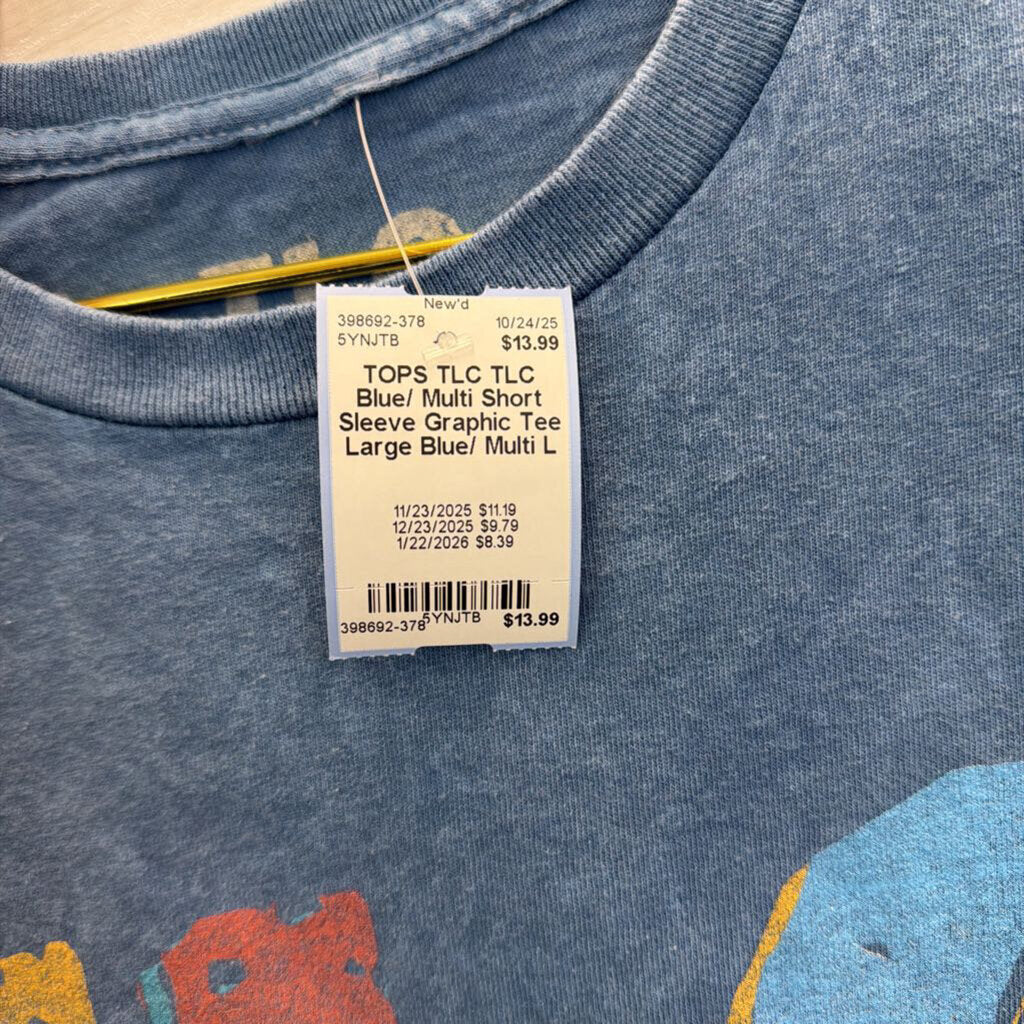 New'd
398692-378 10/24/25
5YNJTB $13.99
TOPS TLC TLC
Blue/ Multi Short
Sleeve Graphic Tee
Large Blue/ Multi L
11/23/2025 $11.19
12/23/2025 $9.79
1/22/2026 $8.39
398692-378 5YNJTB $13.99